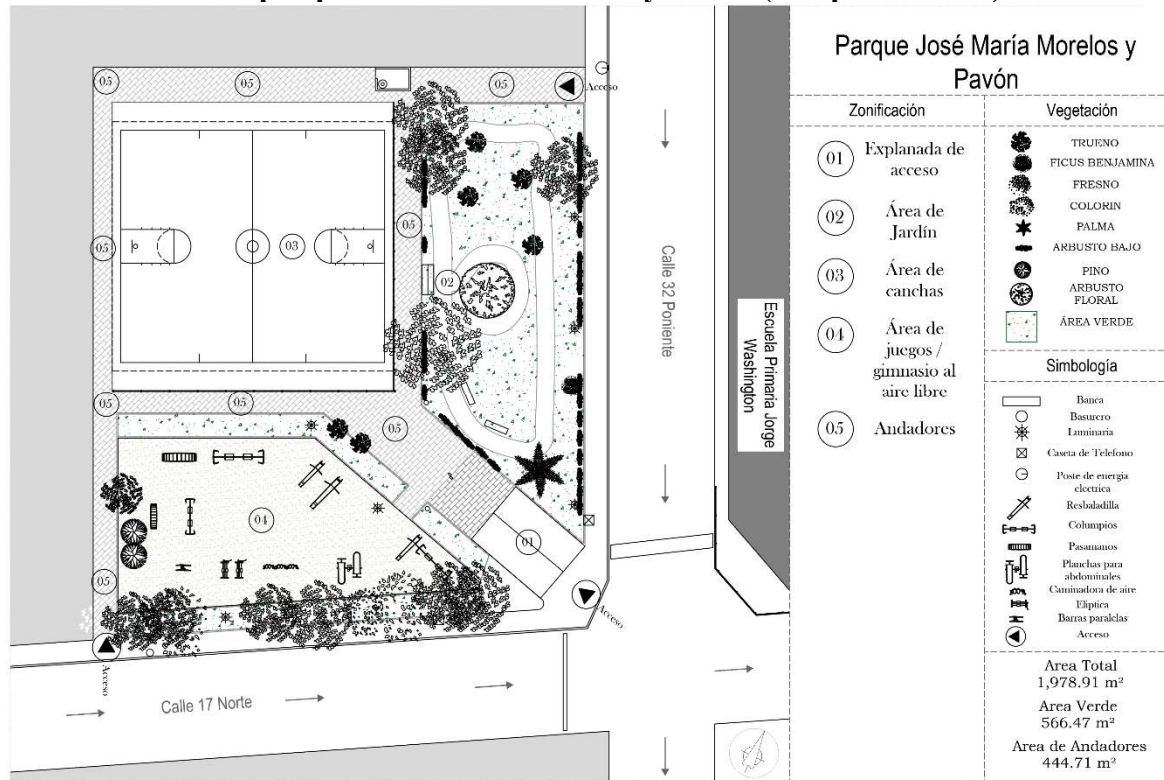 05
05
05
Acceso
05
03
05
02
05
05
05
04
01
05
Acceso
Acceso
Calle 32 Poniente
Calle 17 Norte
Escuela Primaria Jorge
Washington
Parque José María Morelos y
Pavón
Zonificación
01 Explanada de
acceso
02 Área de
Jardín
03 Área de
canchas
04 Área de
juegos /
gimnasio al
aire libre
05 Andadores
Vegetación
TRUENO
FICUS BENJAMINA
FRESNO
COLORIN
PALMA
ARBUSTO BAJO
PINO
ARBUSTO
FLORAL
ÁREA VERDE
Simbología
Banca
Basurero
Luminaria
Caseta de Telefono
Poste de energia
electrica
Resbaladilla
Columpios
Pasamanos
Planchas para
abdominales
Caminadora de aire
Eliptica
Barras paralelas
Acceso
Area Total
1,978.91 m²
Area Verde
566.47 m²
Area de Andadores
444.71 m²